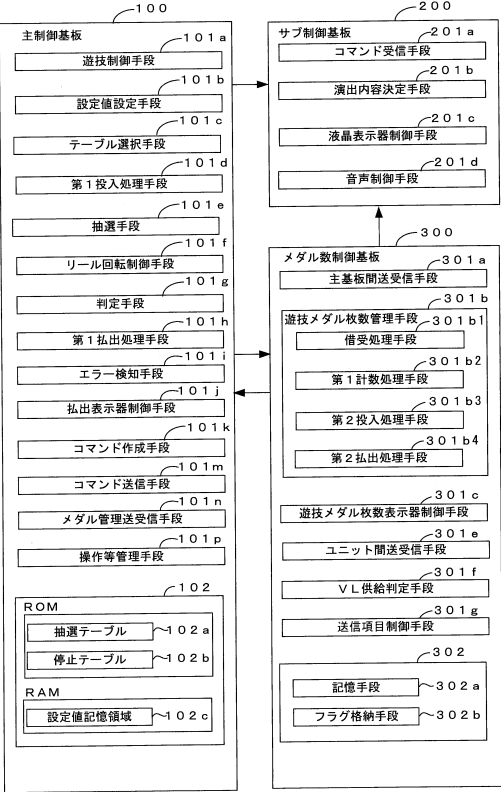 100
主制御基板
101a
遊技制御手段
101b
設定値設定手段
101c
テーブル選択手段
101d
第1投入処理手段
101e
抽選手段
101f
リール回転制御手段
101g
判定手段
101h
第1払出処理手段
101i
エラー検知手段
101j
払出表示器制御手段
101k
コマンド作成手段
101m
コマンド送信手段
101n
メダル管理送受信手段
101p
操作等管理手段
102
ROM
抽選テーブル
102a
停止テーブル
102b
RAM
設定値記憶領域
102c
200
サブ制御基板
201a
コマンド受信手段
201b
演出内容決定手段
201c
液晶表示器制御手段
201d
音声制御手段
300
メダル数制御基板
301a
主基板間送受信手段
301b
遊技メダル枚数管理手段
301b1
借受処理手段
301b2
第1計数処理手段
301b3
第2投入処理手段
301b4
第2払出処理手段
301c
遊技メダル枚数表示器制御手段
301e
ユニット間送受信手段
301f
VL供給判定手段
301g
送信項目制御手段
302
記憶手段
302a
フラグ格納手段
302b